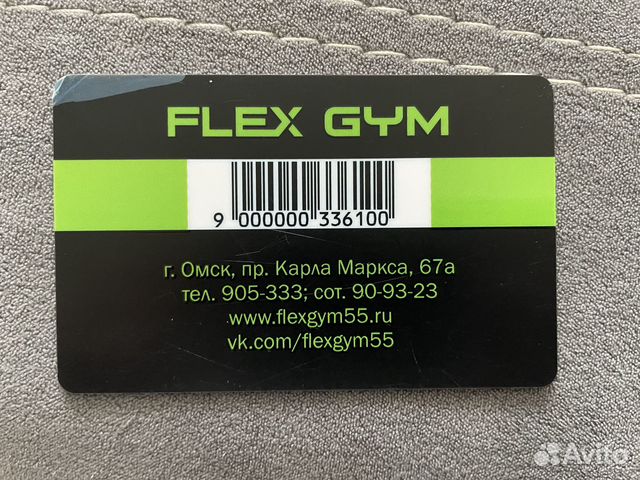 FLEX GYM
9 000000 336100
г. Омск, пр. Карла Маркса, 67а
тел. 905-333; сот. 90-93-23
www.flexgym55.ru
vk.com/flexgym55
Avito